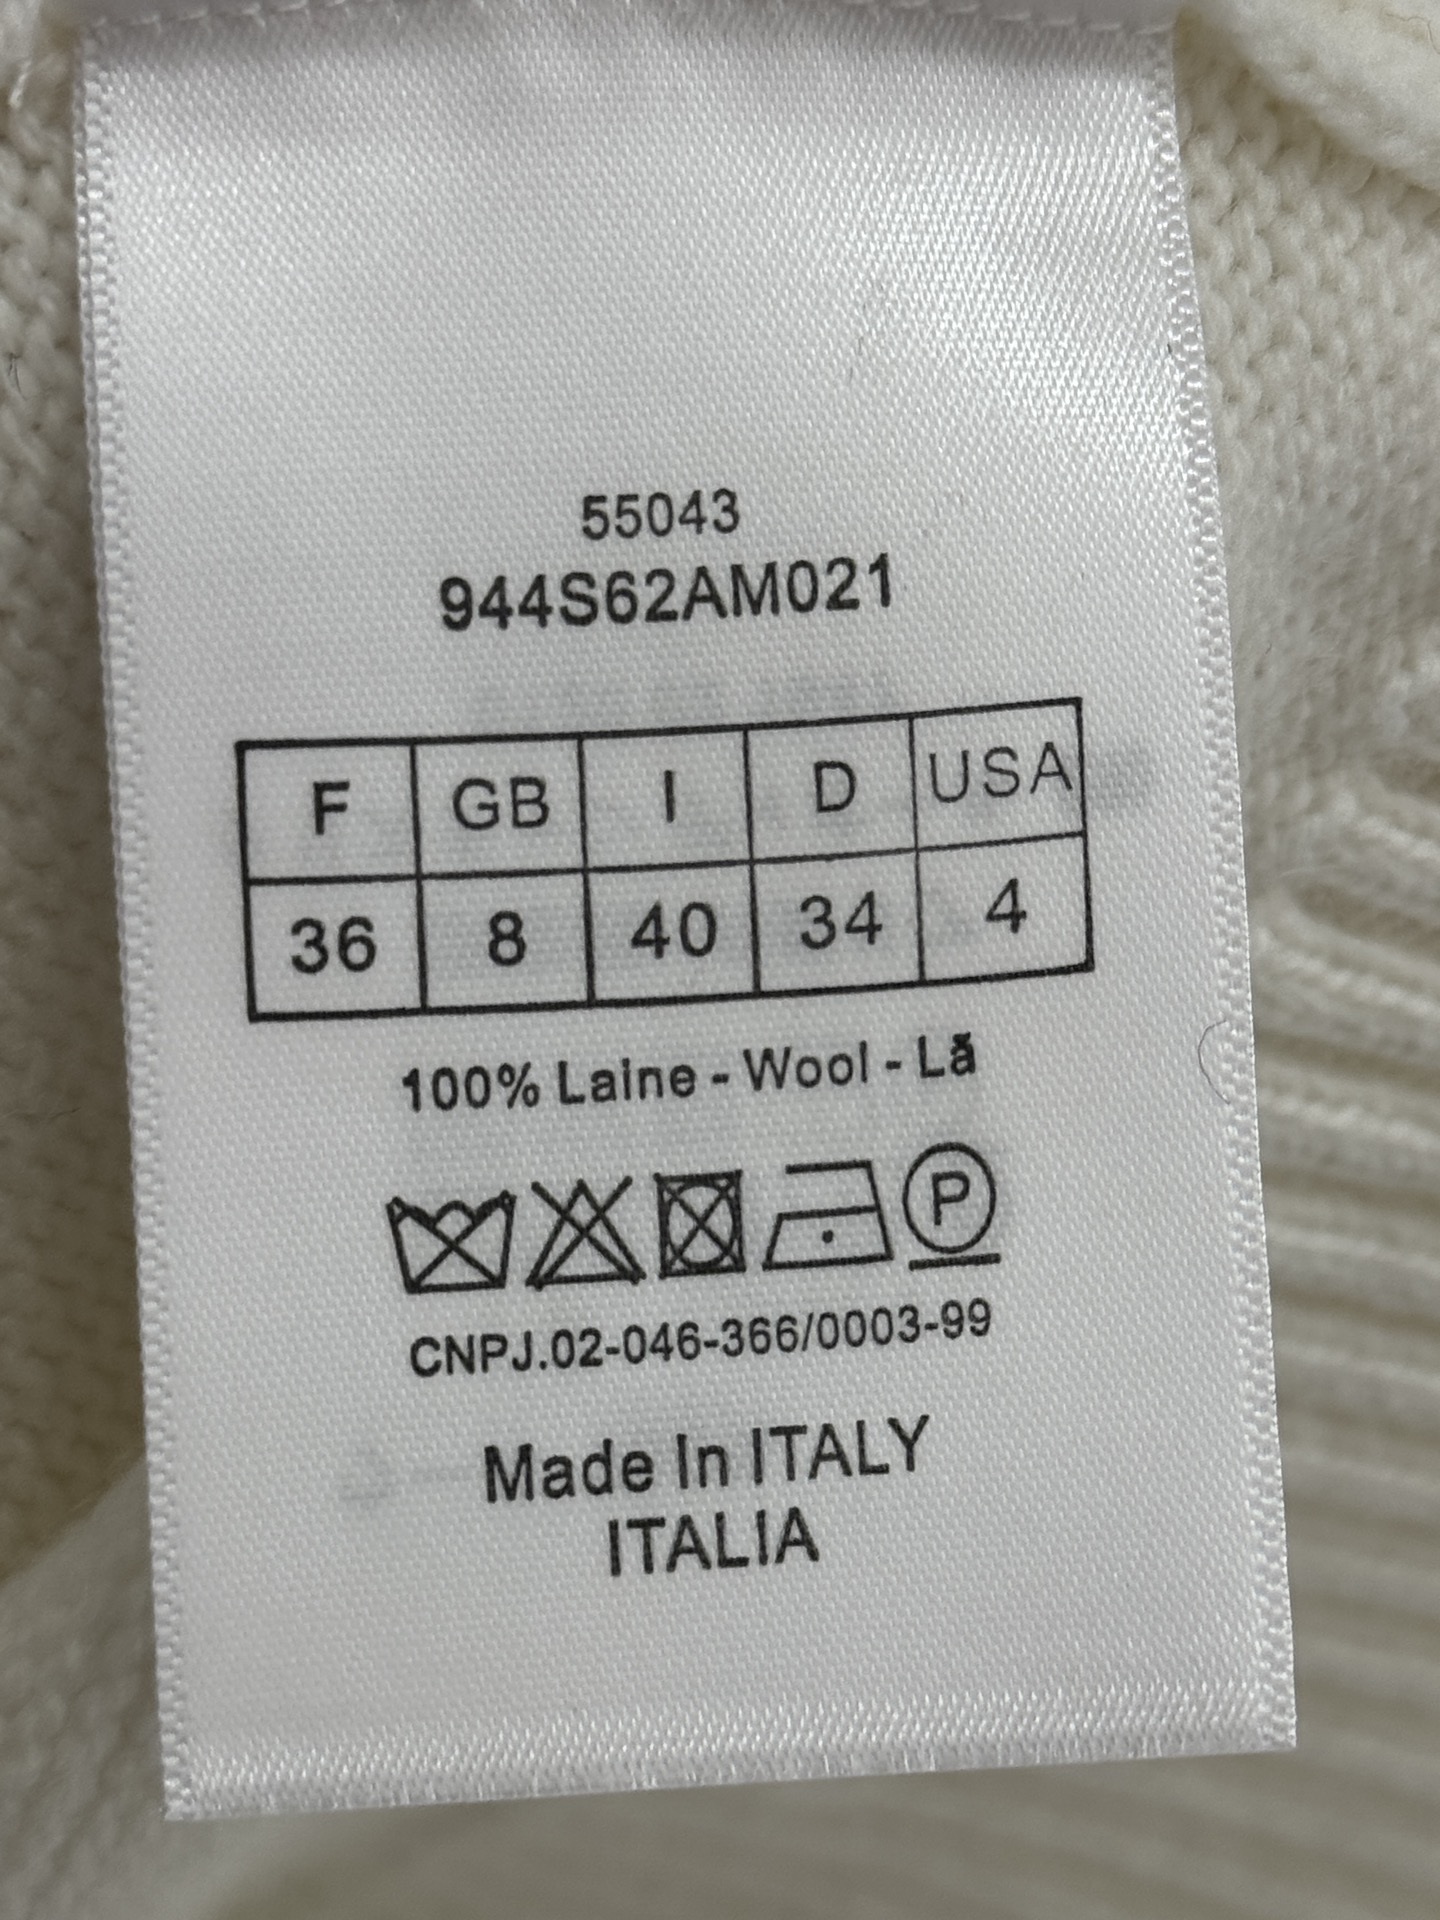 55043
944S62AM021
F GB I D USA
36 8 40 34 4
100% Laine - Wool - Lã
P
CNPJ.02-046-366/0003-99
Made In ITALY
ITALIA